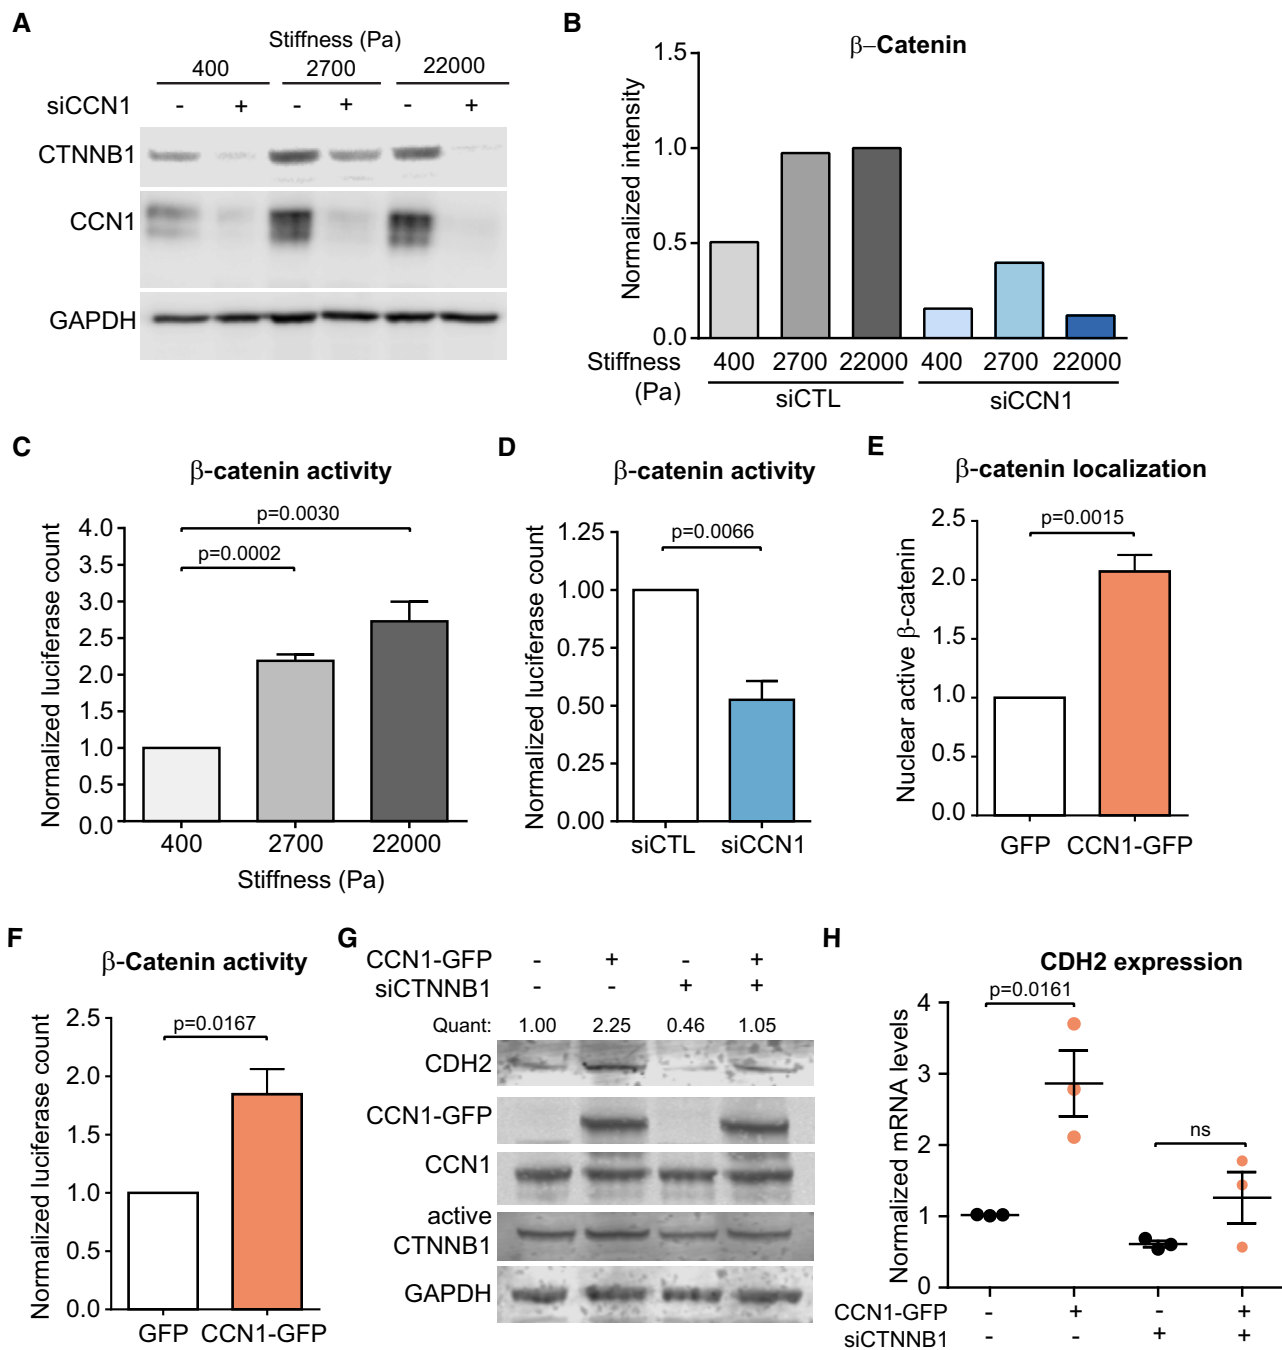 A
Stiffness (Pa)
400 2700 22000
siCCN1 - + - + - +
CTNNB1
CCN1
GAPDH
B
β–Catenin
Normalized intensity
1.5
1.0
0.5
0.0
Stiffness (Pa) 400 2700 22000 400 2700 22000
siCTL siCCN1
C
β-catenin activity
Normalized luciferase count
p=0.0030
p=0.0002
4.0
3.5
3.0
2.5
2.0
1.5
1.0
0.5
0.0
400 2700 22000
Stiffness (Pa)
D
β-catenin activity
Normalized luciferase count
p=0.0066
1.25
1.00
0.75
0.50
0.25
0.00
siCTL siCCN1
E
β-catenin localization
Nuclear active β-catenin
p=0.0015
2.5
2.0
1.5
1.0
0.5
0.0
GFP CCN1-GFP
F
β-Catenin activity
Normalized luciferase count
p=0.0167
2.5
2.0
1.5
1.0
0.5
0.0
GFP CCN1-GFP
G
CCN1-GFP - + - +
siCTNNB1 - - + +
Quant: 1.00 2.25 0.46 1.05
CDH2
CCN1-GFP
CCN1
active
CTNNB1
GAPDH
H
CDH2 expression
Normalized mRNA levels
p=0.0161
ns
4
3
2
1
0
CCN1-GFP - + - +
siCTNNB1 - - + +